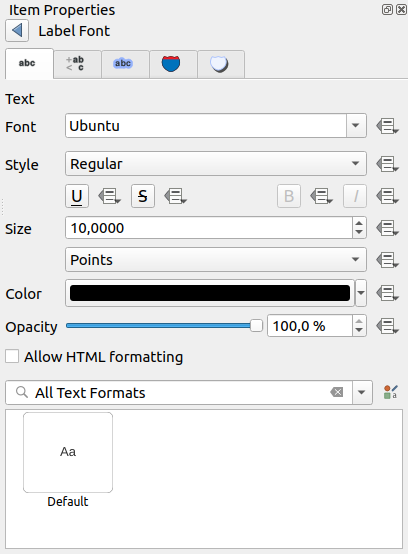 Item Properties
Label Font
abc
+ab
< c
abc
Text
Font Ubuntu
Style Regular
U S B I
Size 10,0000
Points
Color
Opacity 100,0 %
Allow HTML formatting
All Text Formats
a
Aa
Default